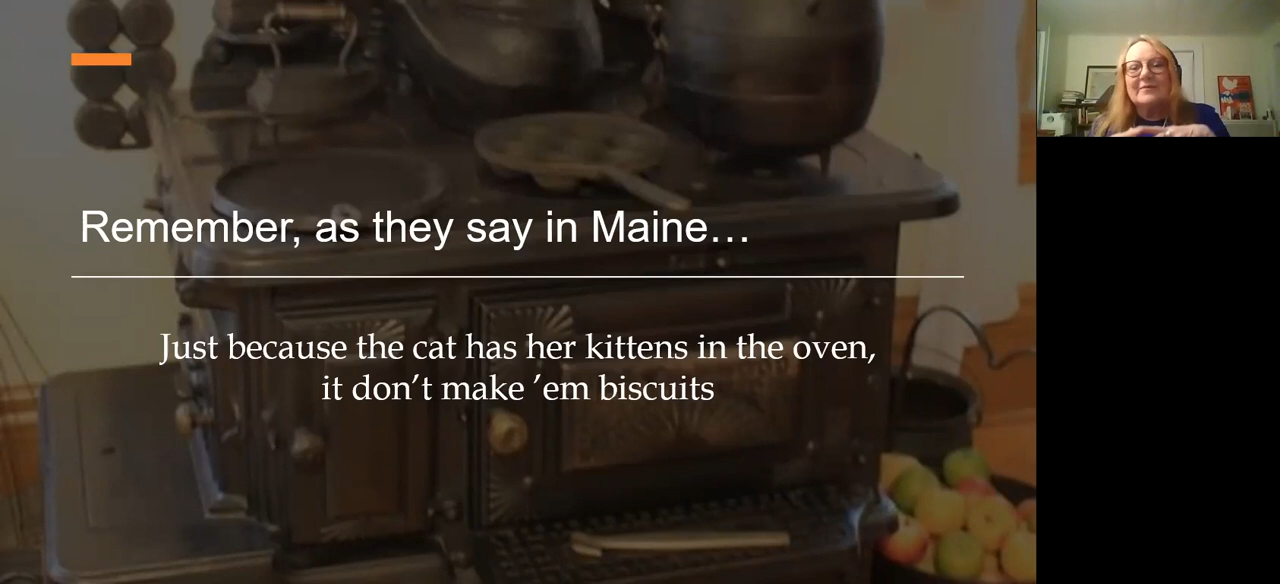 Remember, as they say in Maine…
Just because the cat has her kittens in the oven,
it don’t make ’em biscuits